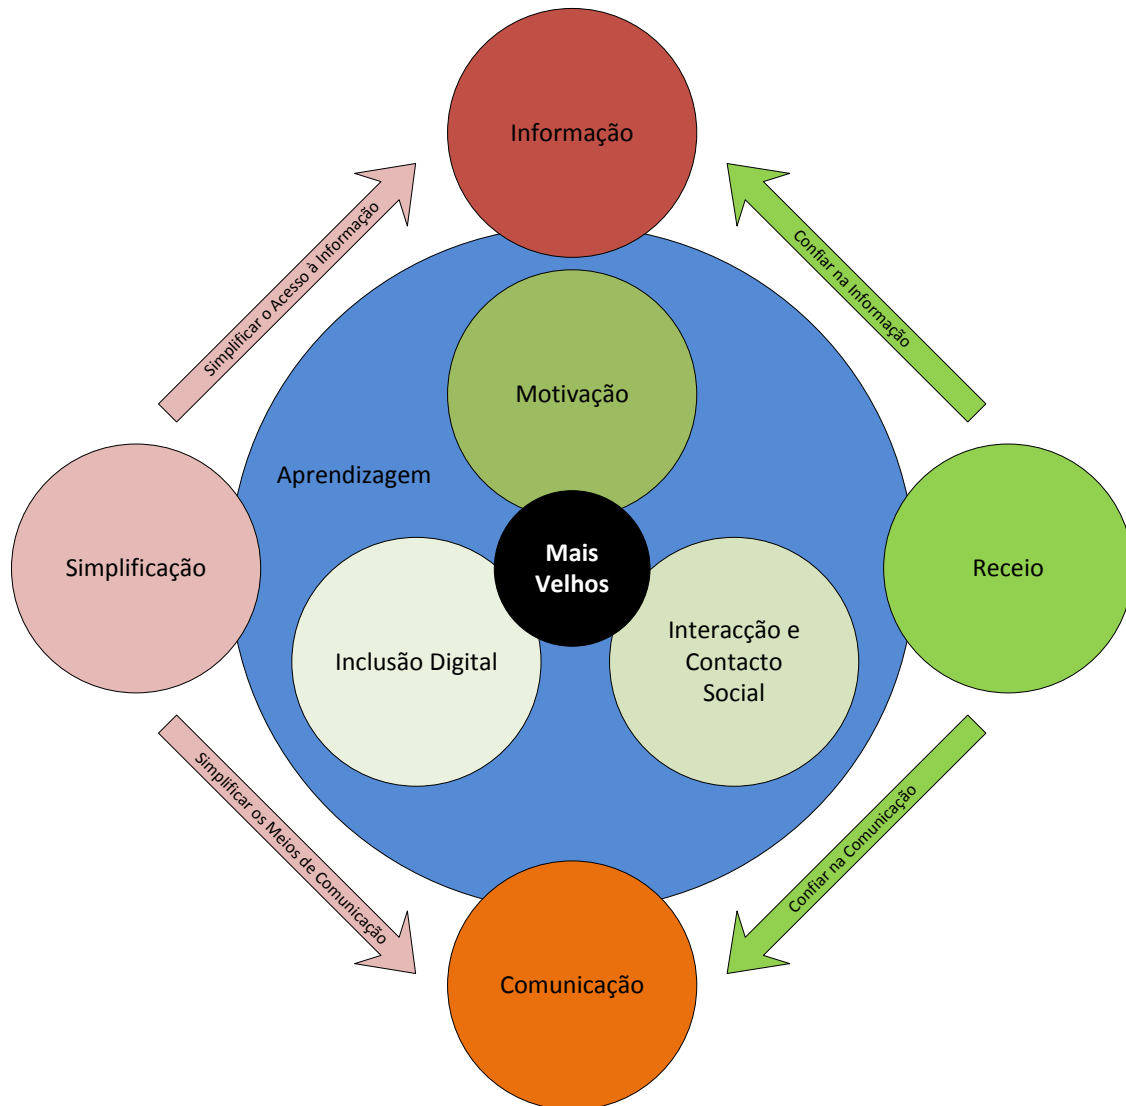 Informação
Simplificar o Acesso à Informação
Confiar na Informação
Motivação
Aprendizagem
Simplificação
Mais
Velhos
Receio
Inclusão Digital
Interacção e
Contacto
Social
Simplificar os Meios de Comunicação
Confiar na Comunicação
Comunicação